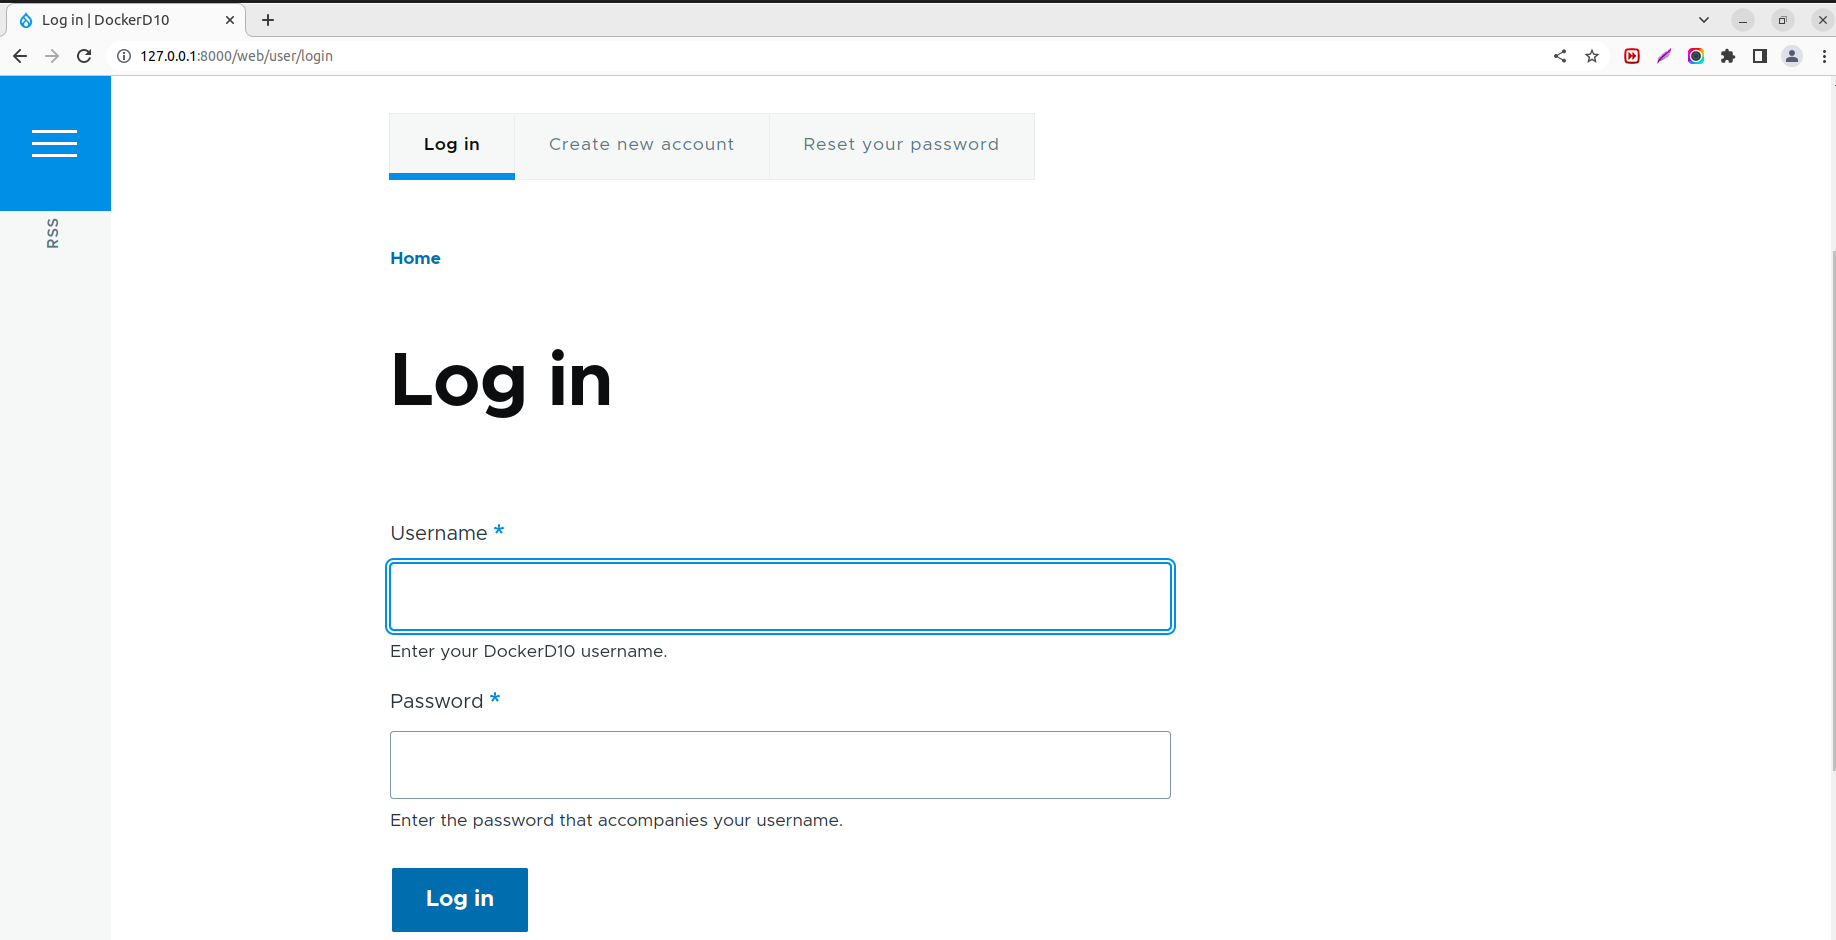 Log in | DockerD10
127.0.0.1:8000/web/user/login
RSS
Log in Create new account Reset your password
Home
Log in
Username *
Enter your DockerD10 username.
Password *
Enter the password that accompanies your username.
Log in